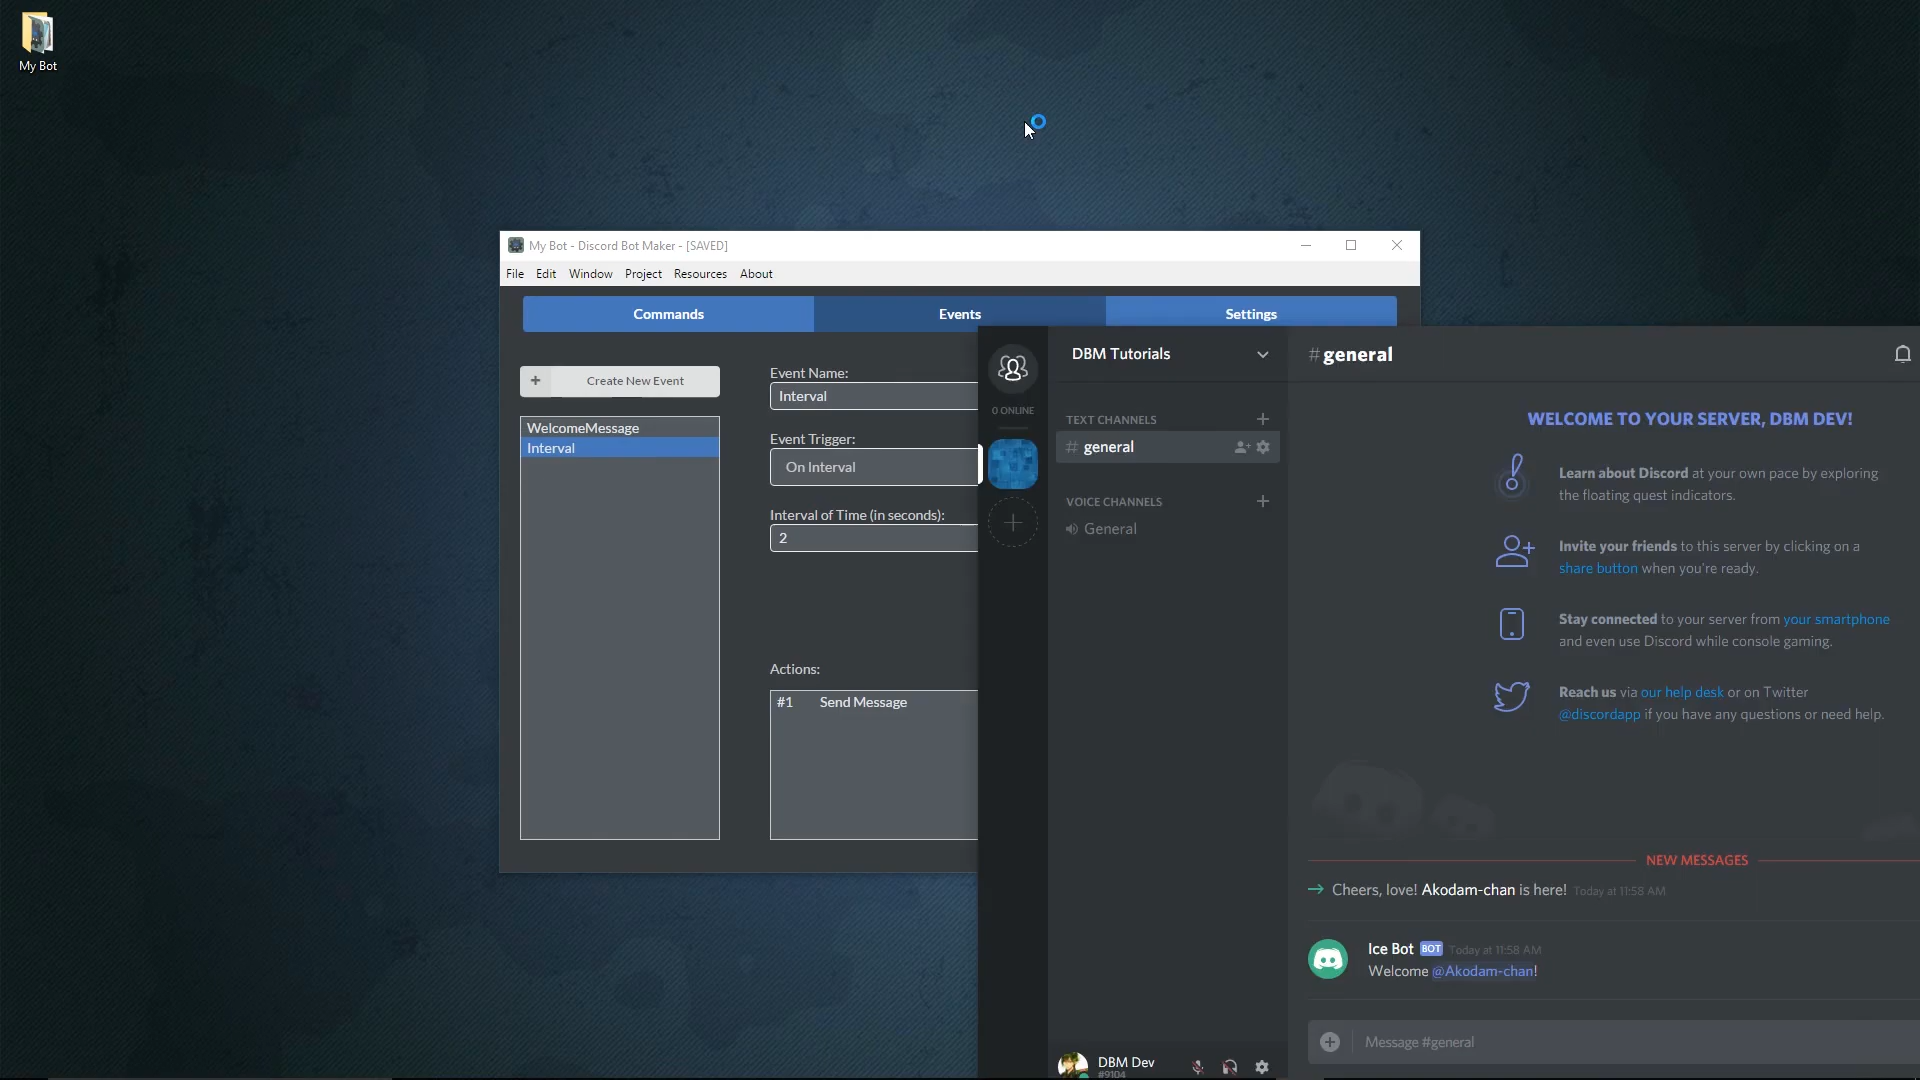 My Bot
My Bot - Discord Bot Maker - [SAVED]
File Edit Window Project Resources About
Commands Events Settings
+ Create New Event
WelcomeMessage
Interval
Event Name:
Interval
Event Trigger:
On Interval
Interval of Time (in seconds):
2
Actions:
#1 Send Message
0 ONLINE
DBM Tutorials
TEXT CHANNELS
# general
VOICE CHANNELS
General
DBM Dev
#9104
#general
WELCOME TO YOUR SERVER, DBM DEV!
Learn about Discord at your own pace by exploring
the floating quest indicators.
Invite your friends to this server by clicking on a
share button when you're ready.
Stay connected to your server from your smartphone
and even use Discord while console gaming.
Reach us via our help desk or on Twitter
@discordapp if you have any questions or need help.
NEW MESSAGES
Cheers, love! Akodam-chan is here! Today at 11:58 AM
Ice Bot BOT Today at 11:58 AM
Welcome @Akodam-chan!
Message #general